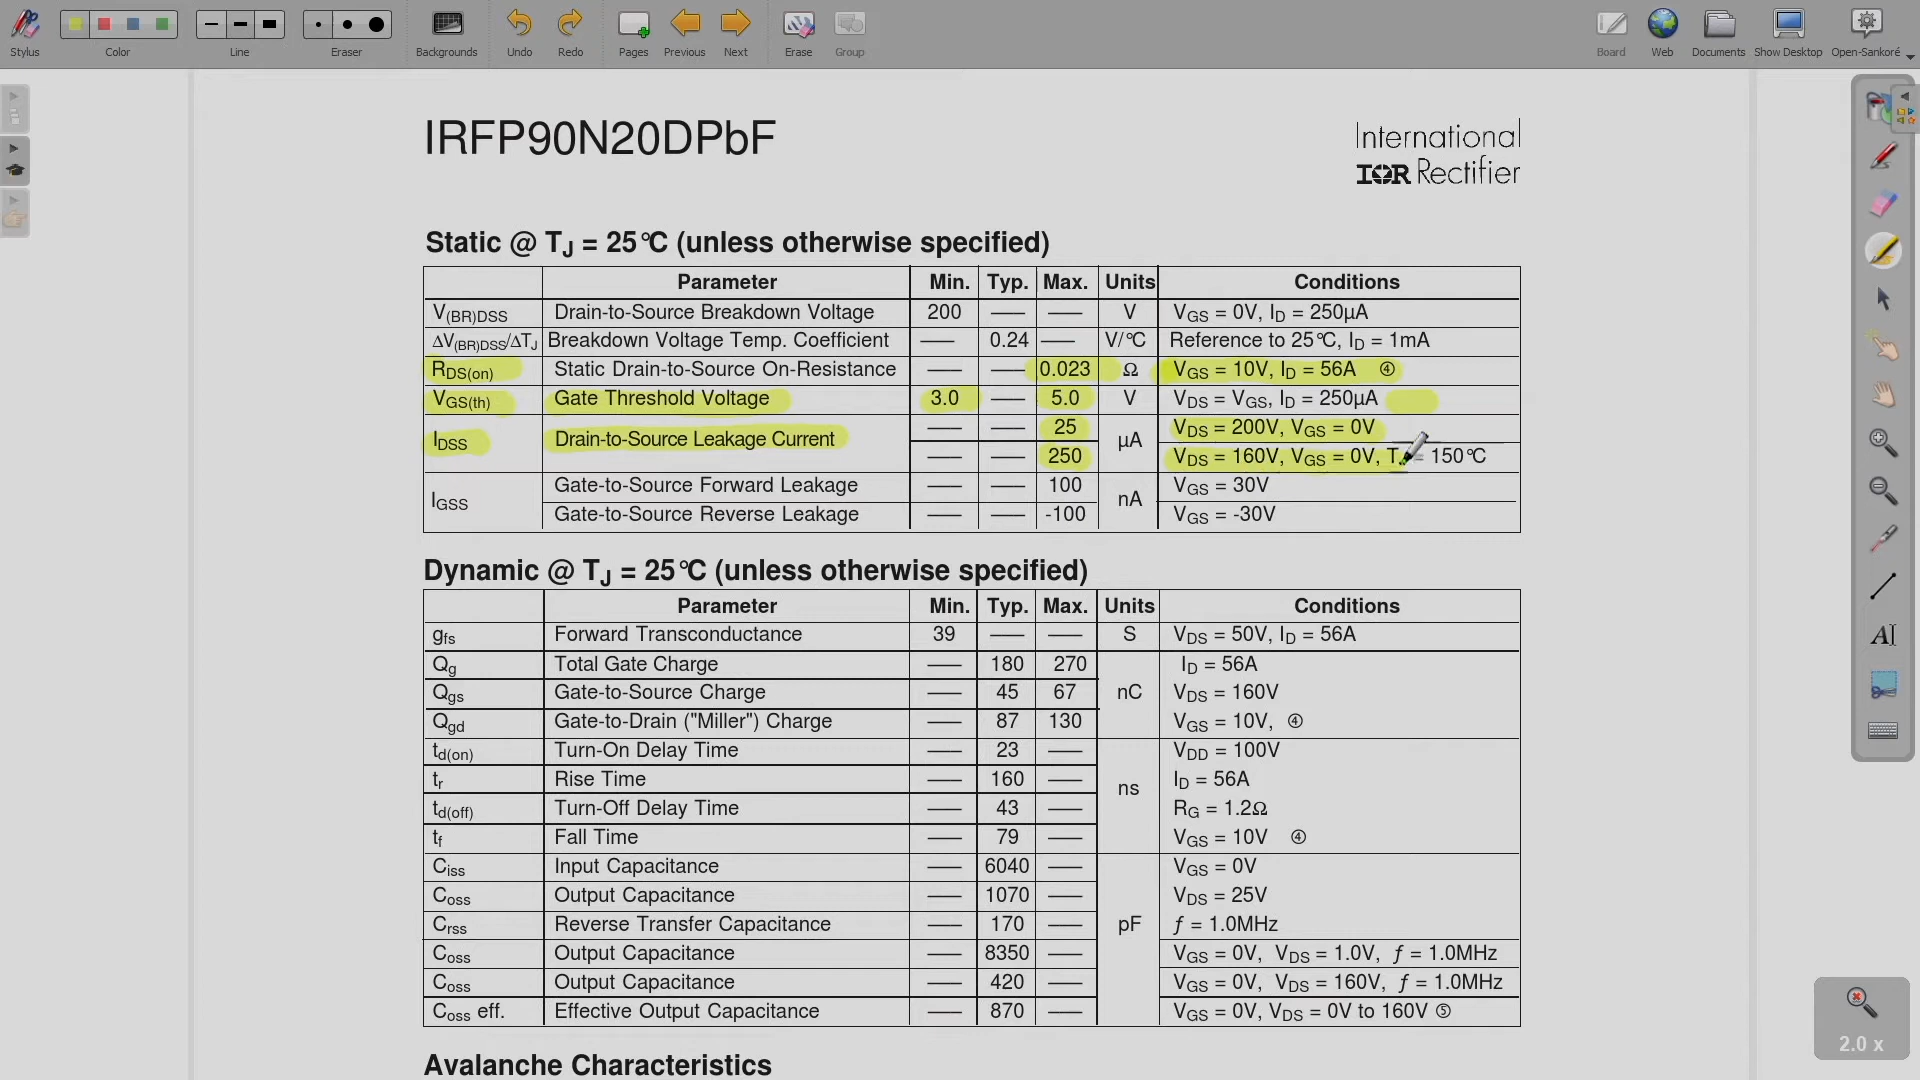 Stylus
Color
Line
Eraser
Backgrounds
Undo
Redo
Pages
Previous
Next
Erase
Group
Board
Web
Documents
Show Desktop
Open-Sankoré
IRFP90N20DPbF
International
IOR Rectifier
Static @ TJ = 25°C (unless otherwise specified)
Parameter Min. Typ. Max. Units Conditions
V(BR)DSS Drain-to-Source Breakdown Voltage 200 —— —— V VGS = 0V, ID = 250µA
ΔV(BR)DSS/ΔTJ Breakdown Voltage Temp. Coefficient —— 0.24 —— V/°C Reference to 25°C, ID = 1mA
RDS(on) Static Drain-to-Source On-Resistance —— —— 0.023 Ω VGS = 10V, ID = 56A ④
VGS(th) Gate Threshold Voltage 3.0 —— 5.0 V VDS = VGS, ID = 250µA
IDSS Drain-to-Source Leakage Current —— —— 25 µA VDS = 200V, VGS = 0V
—— —— 250 VDS = 160V, VGS = 0V, T = 150°C
IGSS Gate-to-Source Forward Leakage —— —— 100 nA VGS = 30V
Gate-to-Source Reverse Leakage —— —— -100 VGS = -30V
Dynamic @ TJ = 25°C (unless otherwise specified)
Parameter Min. Typ. Max. Units Conditions
gfs Forward Transconductance 39 —— —— S VDS = 50V, ID = 56A
Qg Total Gate Charge —— 180 270 ID = 56A
Qgs Gate-to-Source Charge —— 45 67 nC VDS = 160V
Qgd Gate-to-Drain ("Miller") Charge —— 87 130 VGS = 10V, ④
td(on) Turn-On Delay Time —— 23 —— VDD = 100V
tr Rise Time —— 160 —— ns ID = 56A
td(off) Turn-Off Delay Time —— 43 —— RG = 1.2Ω
tf Fall Time —— 79 —— VGS = 10V ④
Ciss Input Capacitance —— 6040 —— VGS = 0V
Coss Output Capacitance —— 1070 —— VDS = 25V
Crss Reverse Transfer Capacitance —— 170 —— pF ƒ = 1.0MHz
Coss Output Capacitance —— 8350 —— VGS = 0V, VDS = 1.0V, ƒ = 1.0MHz
Coss Output Capacitance —— 420 —— VGS = 0V, VDS = 160V, ƒ = 1.0MHz
Coss eff. Effective Output Capacitance —— 870 —— VGS = 0V, VDS = 0V to 160V ⑤
Avalanche Characteristics
2.0 x